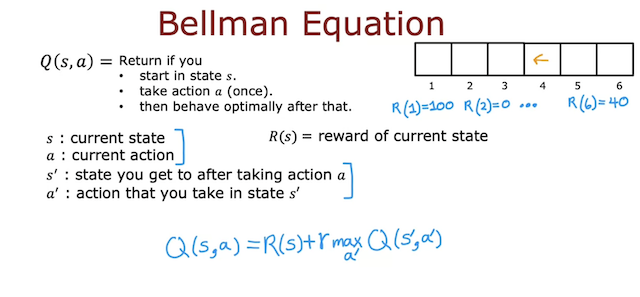 Bellman Equation
Q(s,a) = Return if you
• start in state s.
• take action a (once).
• then behave optimally after that.
←
1 2 3 4 5 6
R(1)=100 R(2)=0 ... R(6)=40
s : current state
R(s) = reward of current state
a : current action
s' : state you get to after taking action a
a' : action that you take in state s'
Q(s,a) = R(s)+γ max Q(s',a')
a'